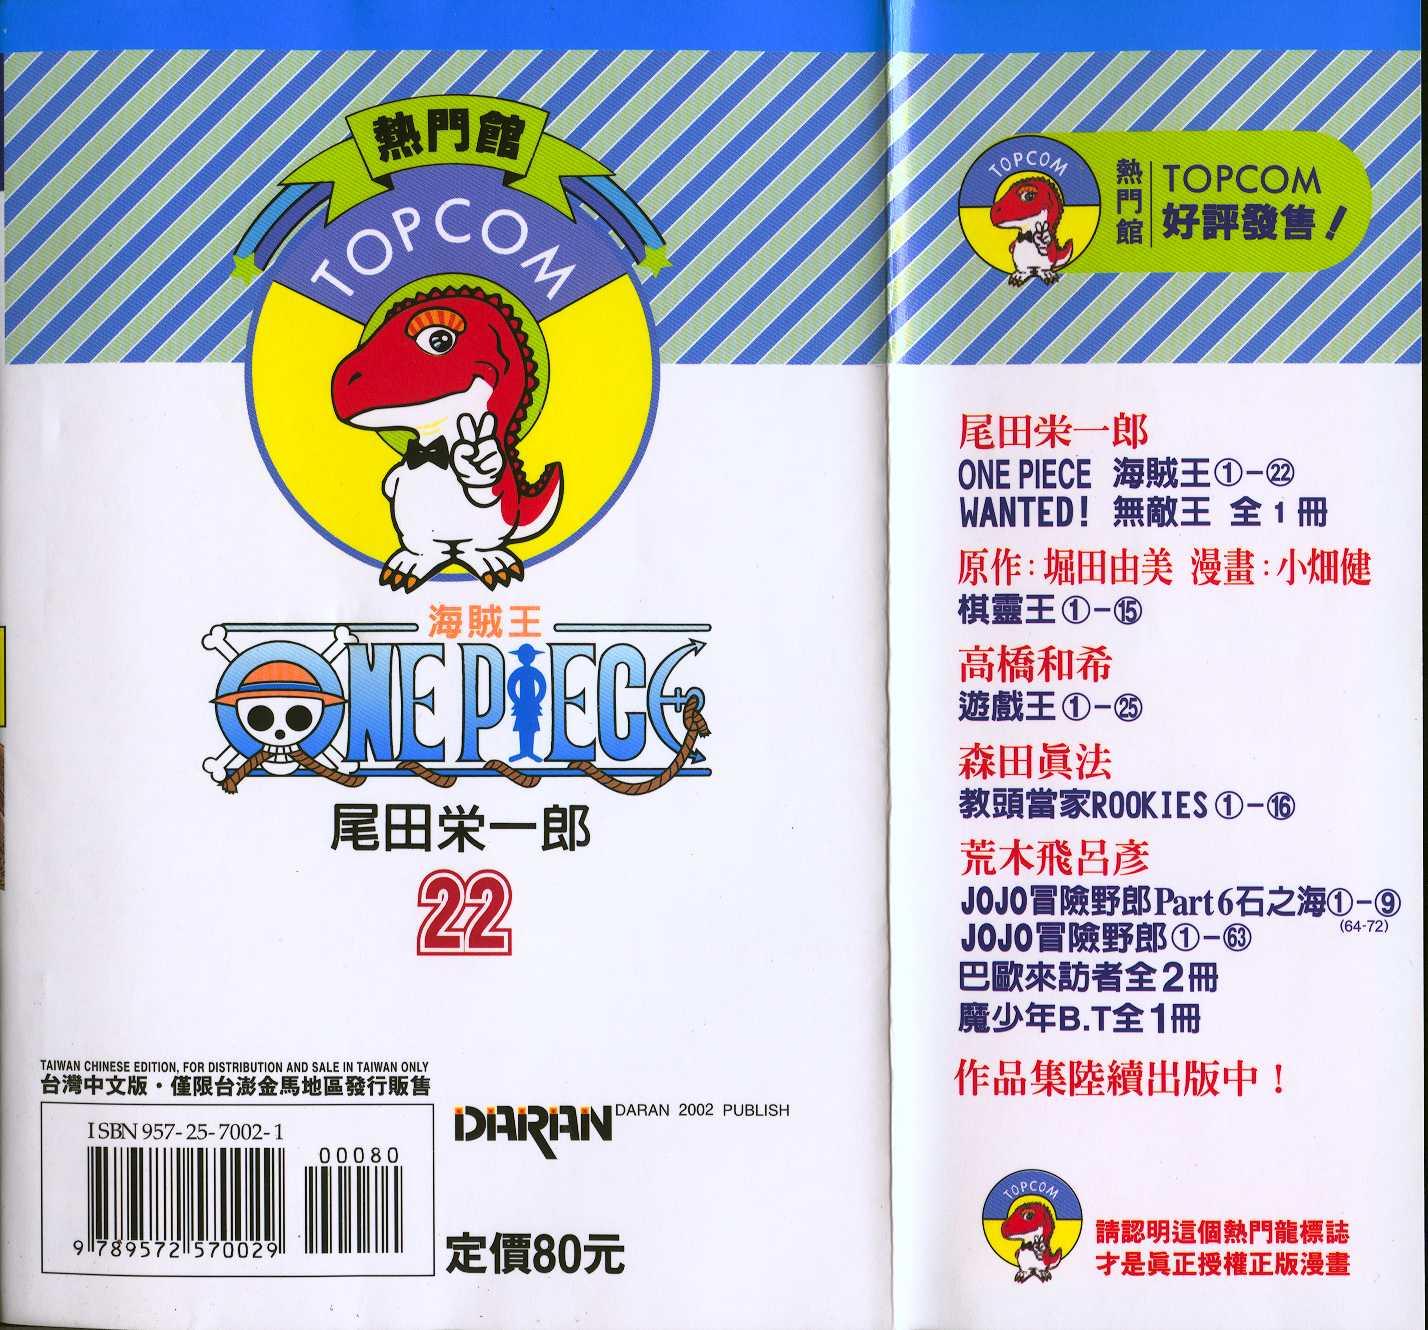 熱門館
TOPCOM
海賊王
ONE PIECE
尾田栄一郎
22
TAIWAN CHINESE EDITION, FOR DISTRIBUTION AND SALE IN TAIWAN ONLY
台灣中文版・僅限台澎金馬地區發行販售
ISBN 957-25-7002-1
00080
9 789572 570029
DARAN
DARAN 2002 PUBLISH
定價80元
TOPCOM
熱門館
TOPCOM
好評發售！
尾田栄一郎
ONE PIECE 海賊王①－㉒
WANTED! 無敵王 全1冊
原作：堀田由美 漫畫：小畑健
棋靈王①－⑮
高橋和希
遊戲王①－㉕
森田眞法
教頭當家ROOKIES①－⑯
荒木飛呂彥
JOJO冒險野郎Part6石之海①－⑨
(64-72)
JOJO冒險野郎①－63
巴歐來訪者全2冊
魔少年B.T全1冊
作品集陸續出版中！
TOPCOM
請認明這個熱門龍標誌
才是眞正授權正版漫畫